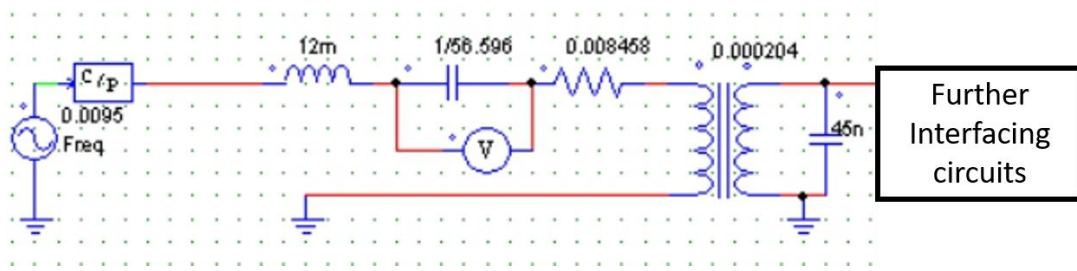 12m
1/56.596
0.008458
0.000204
C/P
0.0095
Freq
V
45n
Further
Interfacing
circuits